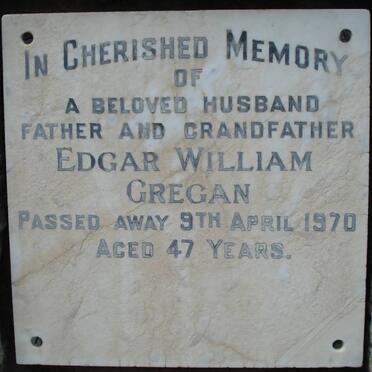 IN CHERISHED MEMORY
OF
A BELOVED HUSBAND
FATHER AND GRANDFATHER
EDGAR WILLIAM
GREGAN
PASSED AWAY 9TH APRIL 1970
AGED 47 YEARS.